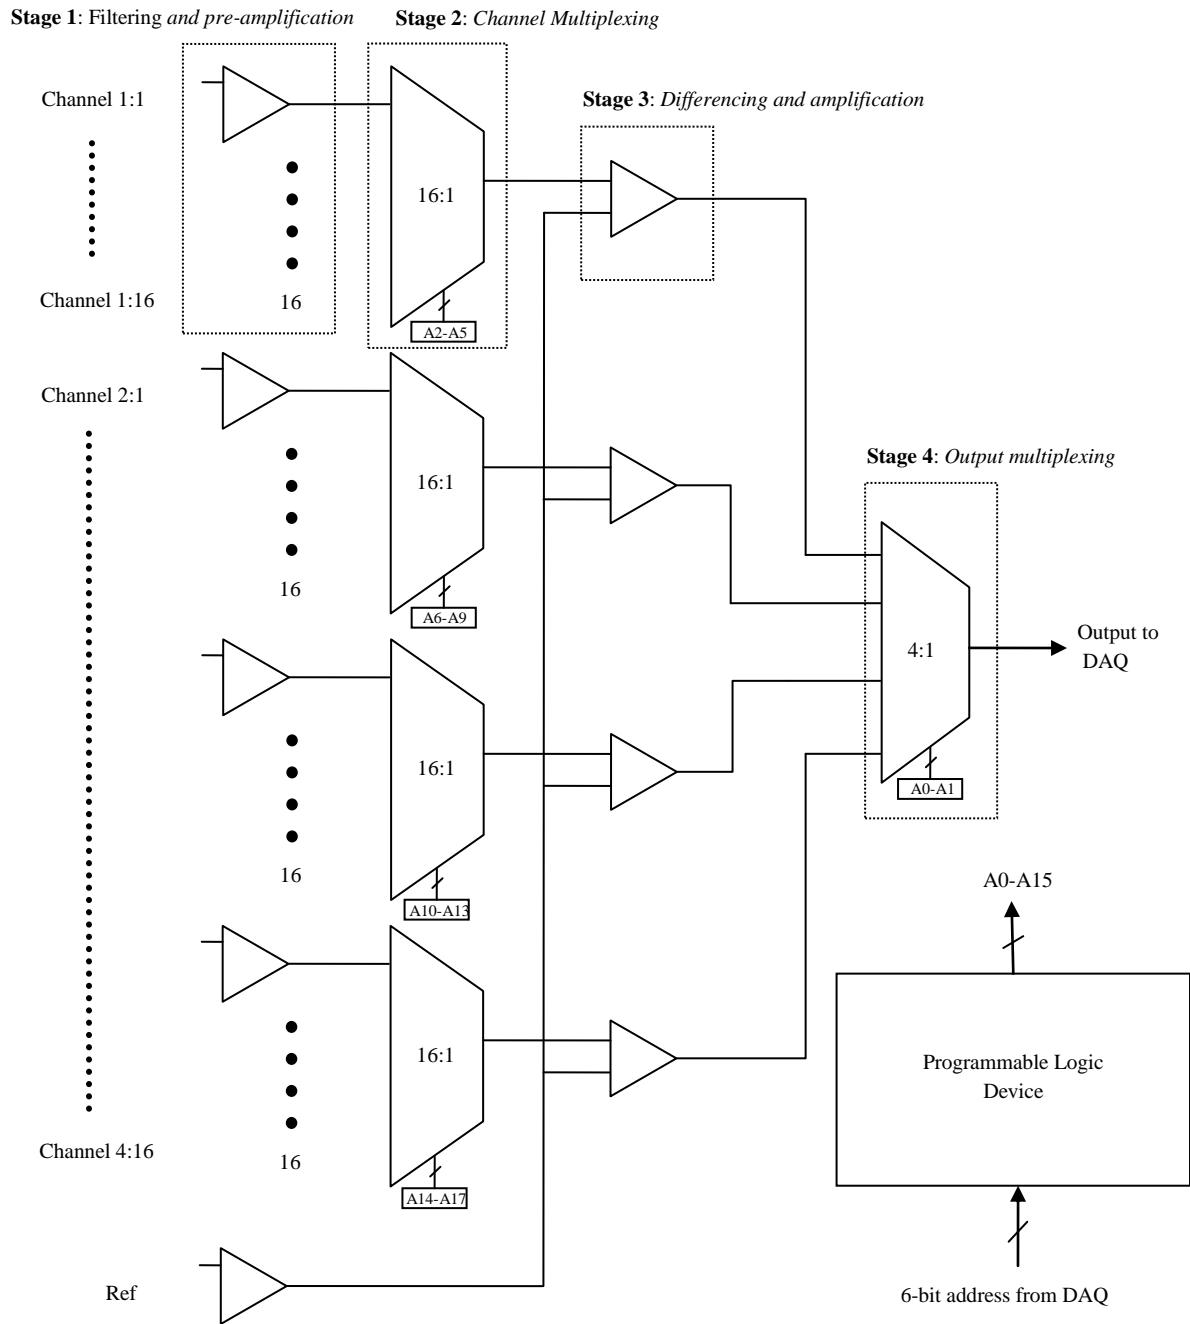 Stage 1: Filtering and pre-amplification
Stage 2: Channel Multiplexing
Channel 1:1
Stage 3: Differencing and amplification
16:1
Channel 1:16
16
A2-A5
Channel 2:1
Stage 4: Output multiplexing
16:1
16
A6-A9
Output to
DAQ
4:1
16:1
A0-A1
16
A10-A13
A0-A15
16:1
Programmable Logic
Device
Channel 4:16
16
A14-A17
Ref
6-bit address from DAQ